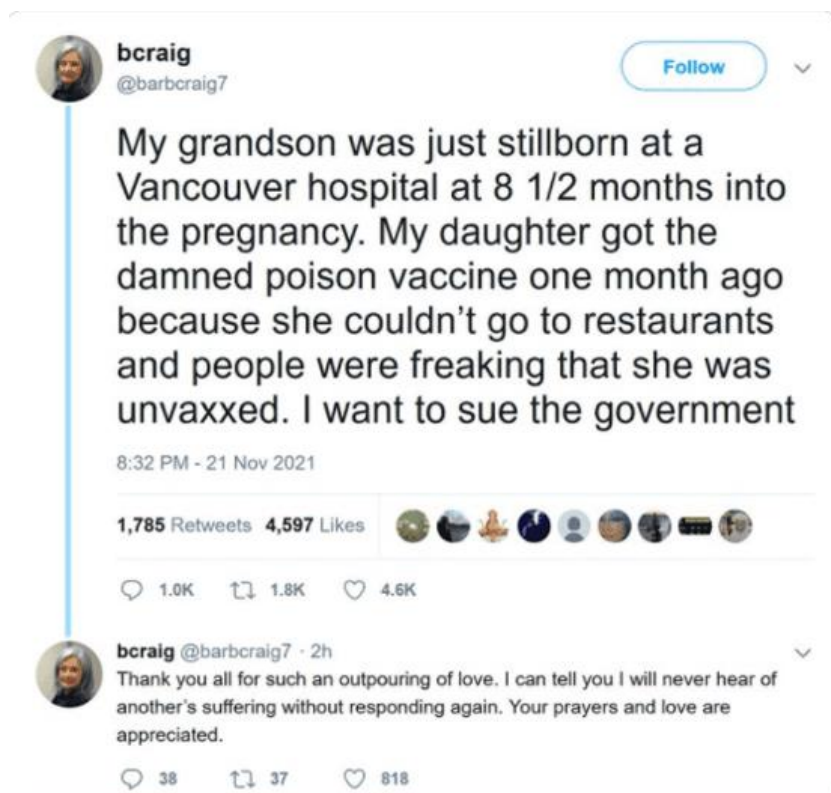 bcraig
@barbcraig7
Follow
My grandson was just stillborn at a
Vancouver hospital at 8 1/2 months into
the pregnancy. My daughter got the
damned poison vaccine one month ago
because she couldn't go to restaurants
and people were freaking that she was
unvaxxed. I want to sue the government
8:32 PM - 21 Nov 2021
1,785 Retweets 4,597 Likes
1.0K 1.8K 4.6K
bcraig @barbcraig7 · 2h
Thank you all for such an outpouring of love. I can tell you I will never hear of
another's suffering without responding again. Your prayers and love are
appreciated.
38 37 818